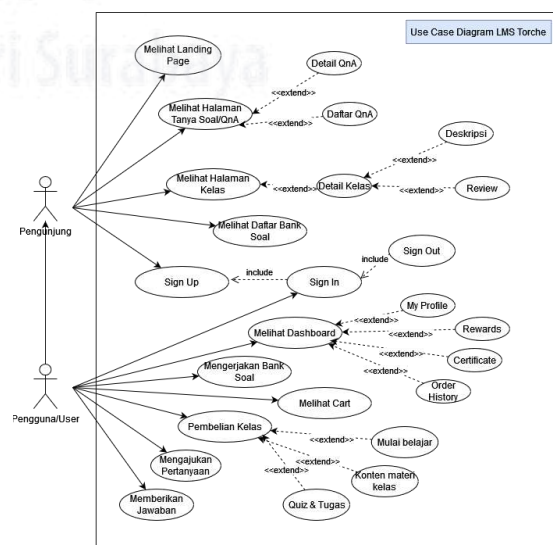 Use Case Diagram LMS Torche
Melihat Landing
Page
Detail QnA
<<extend>>
Melihat Halaman
Tanya Soal/QnA
Daftar QnA
<<extend>>
Deskripsi
<<extend>>
Melihat Halaman
Kelas
<<extend>>
Detail Kelas
<<extend>>
Review
Pengunjung
Melihat Daftar Bank
Soal
Sign Out
include
Sign Up
include
Sign In
My Profile
<<extend>>
Melihat Dashboard
<<extend>>
Rewards
<<extend>>
Certificate
<<extend>>
Order
History
Mengerjakan Bank
Soal
Pengguna/User
Melihat Cart
Pembelian Kelas
<<extend>>
Mulai belajar
<<extend>>
Konten materi
kelas
<<extend>>
Quiz & Tugas
Mengajukan
Pertanyaan
Memberikan
Jawaban